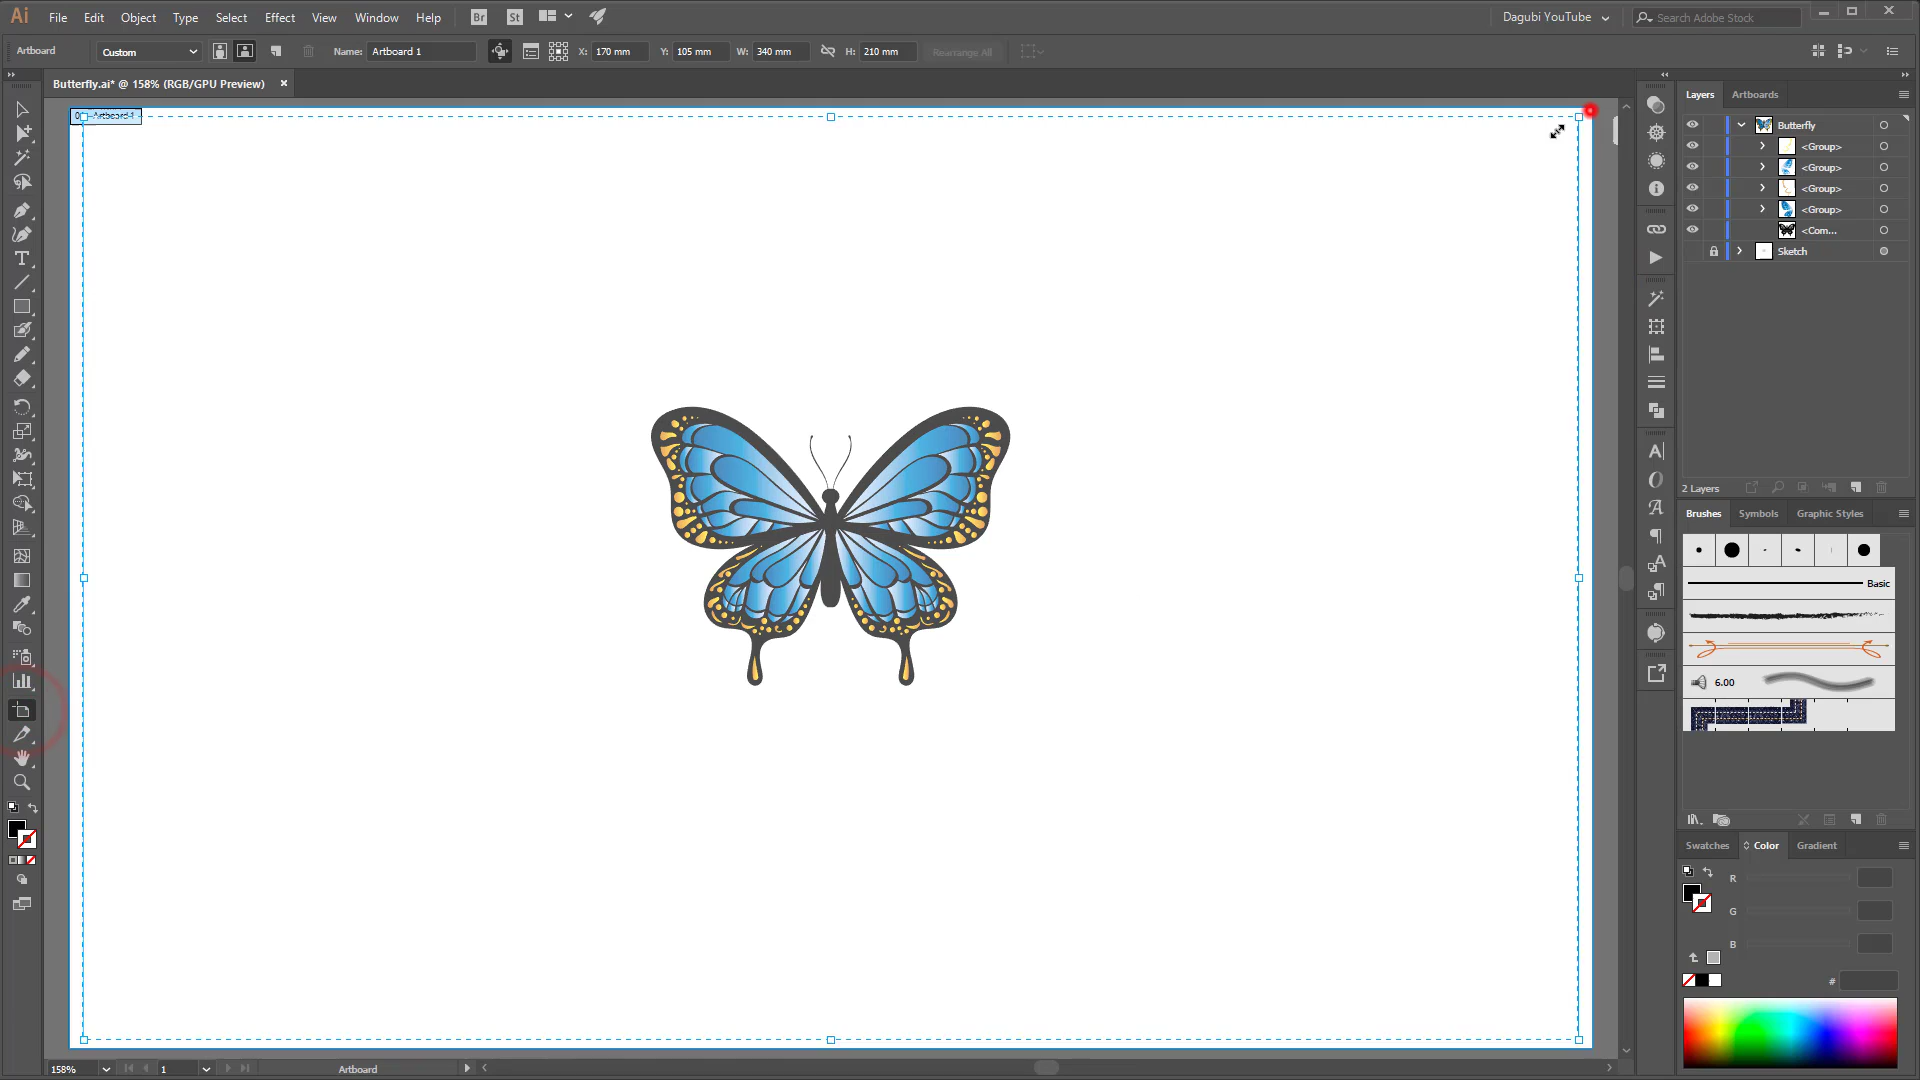 Ai File Edit Object Type Select Effect View Window Help Br St Dagubi YouTube Search Adobe Stock
Artboard Custom Name: Artboard 1 X: 170 mm Y: 105 mm W: 340 mm H: 210 mm Rearrange All
Butterfly.ai* @ 158% (RGB/GPU Preview)
Artboard 1
Layers Artboards
Butterfly
<Group>
<Group>
<Group>
<Group>
<Com...
Sketch
2 Layers
Brushes Symbols Graphic Styles
Basic
6.00
Swatches Color Gradient
R
G
B
#
158% 1 Artboard